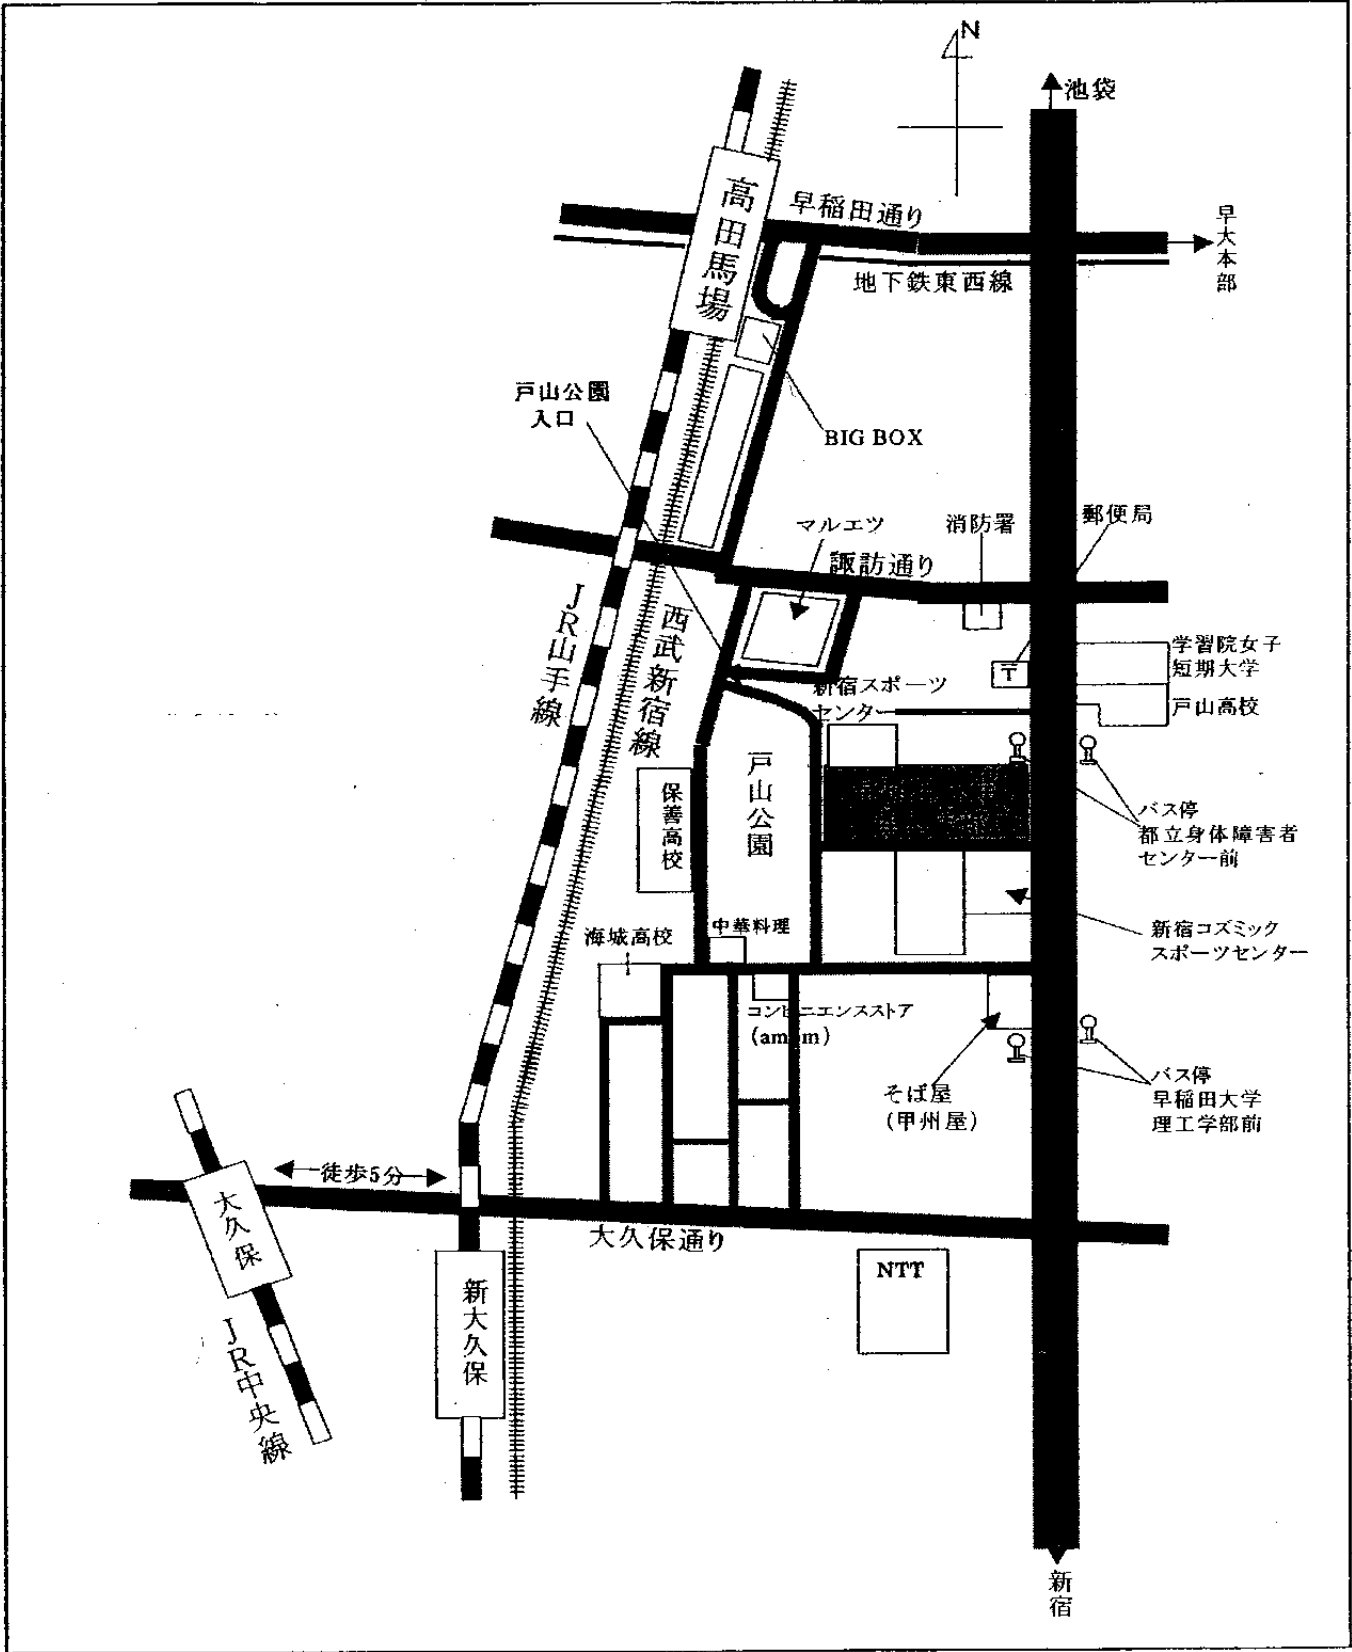 N
池袋
早稲田通り
早大本部
高田馬場
地下鉄東西線
戸山公園
入口
BIG BOX
マルエツ
消防署
郵便局
諏訪通り
JR山手線
西武新宿線
学習院女子
短期大学
〒
新宿スポーツ
センター
戸山高校
戸山公園
保善高校
バス停
都立身体障害者
センター前
海城高校
中華料理
新宿コズミック
スポーツセンター
コンビニエンスストア
(am m)
そば屋
(甲州屋)
バス停
早稲田大学
理工学部前
徒歩5分
大久保
大久保通り
新大久保
NTT
JR中央線
新宿